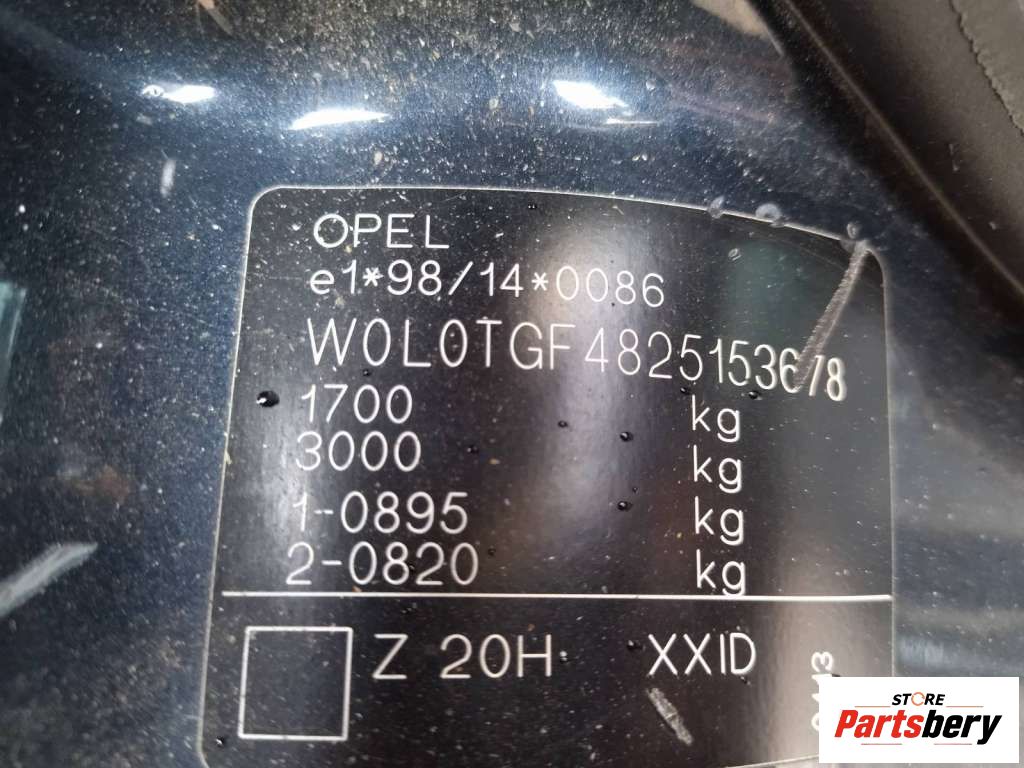 OPEL
e1*98/14*0086
W0L0TGF4825153678
1700 kg
3000 kg
1-0895 kg
2-0820 kg
Z 20H XXID
STORE
Partsbery